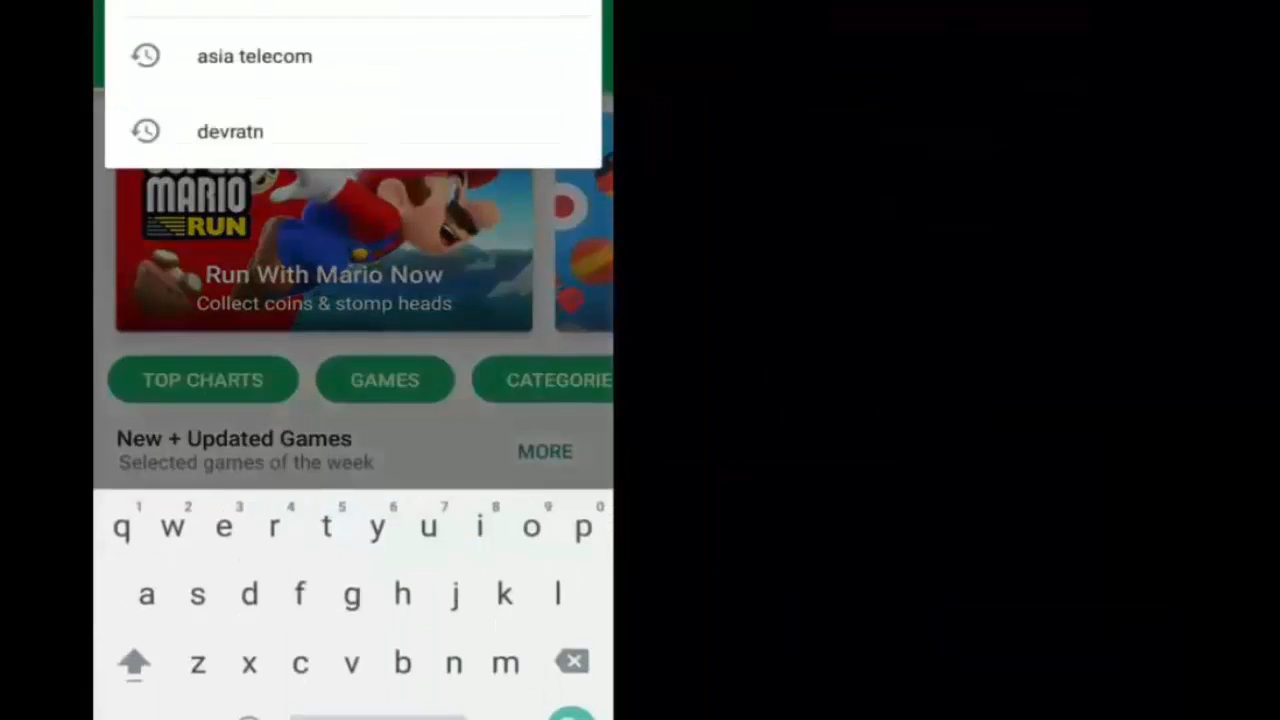 asia telecom
devratn
SUPER
MARIO
RUN
Run With Mario Now
Collect coins & stomp heads
TOP CHARTS
GAMES
CATEGORIE
New + Updated Games
MORE
Selected games of the week
1 2 3 4 5 6 7 8 9 0
q w e r t y u i o p
a s d f g h j k l
z x c v b n m